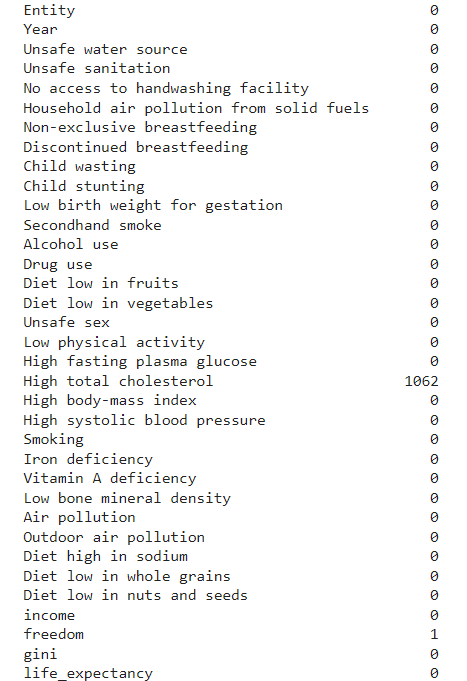 Entity 0
Year 0
Unsafe water source 0
Unsafe sanitation 0
No access to handwashing facility 0
Household air pollution from solid fuels 0
Non-exclusive breastfeeding 0
Discontinued breastfeeding 0
Child wasting 0
Child stunting 0
Low birth weight for gestation 0
Secondhand smoke 0
Alcohol use 0
Drug use 0
Diet low in fruits 0
Diet low in vegetables 0
Unsafe sex 0
Low physical activity 0
High fasting plasma glucose 0
High total cholesterol 1062
High body-mass index 0
High systolic blood pressure 0
Smoking 0
Iron deficiency 0
Vitamin A deficiency 0
Low bone mineral density 0
Air pollution 0
Outdoor air pollution 0
Diet high in sodium 0
Diet low in whole grains 0
Diet low in nuts and seeds 0
income 0
freedom 1
gini 0
life_expectancy 0